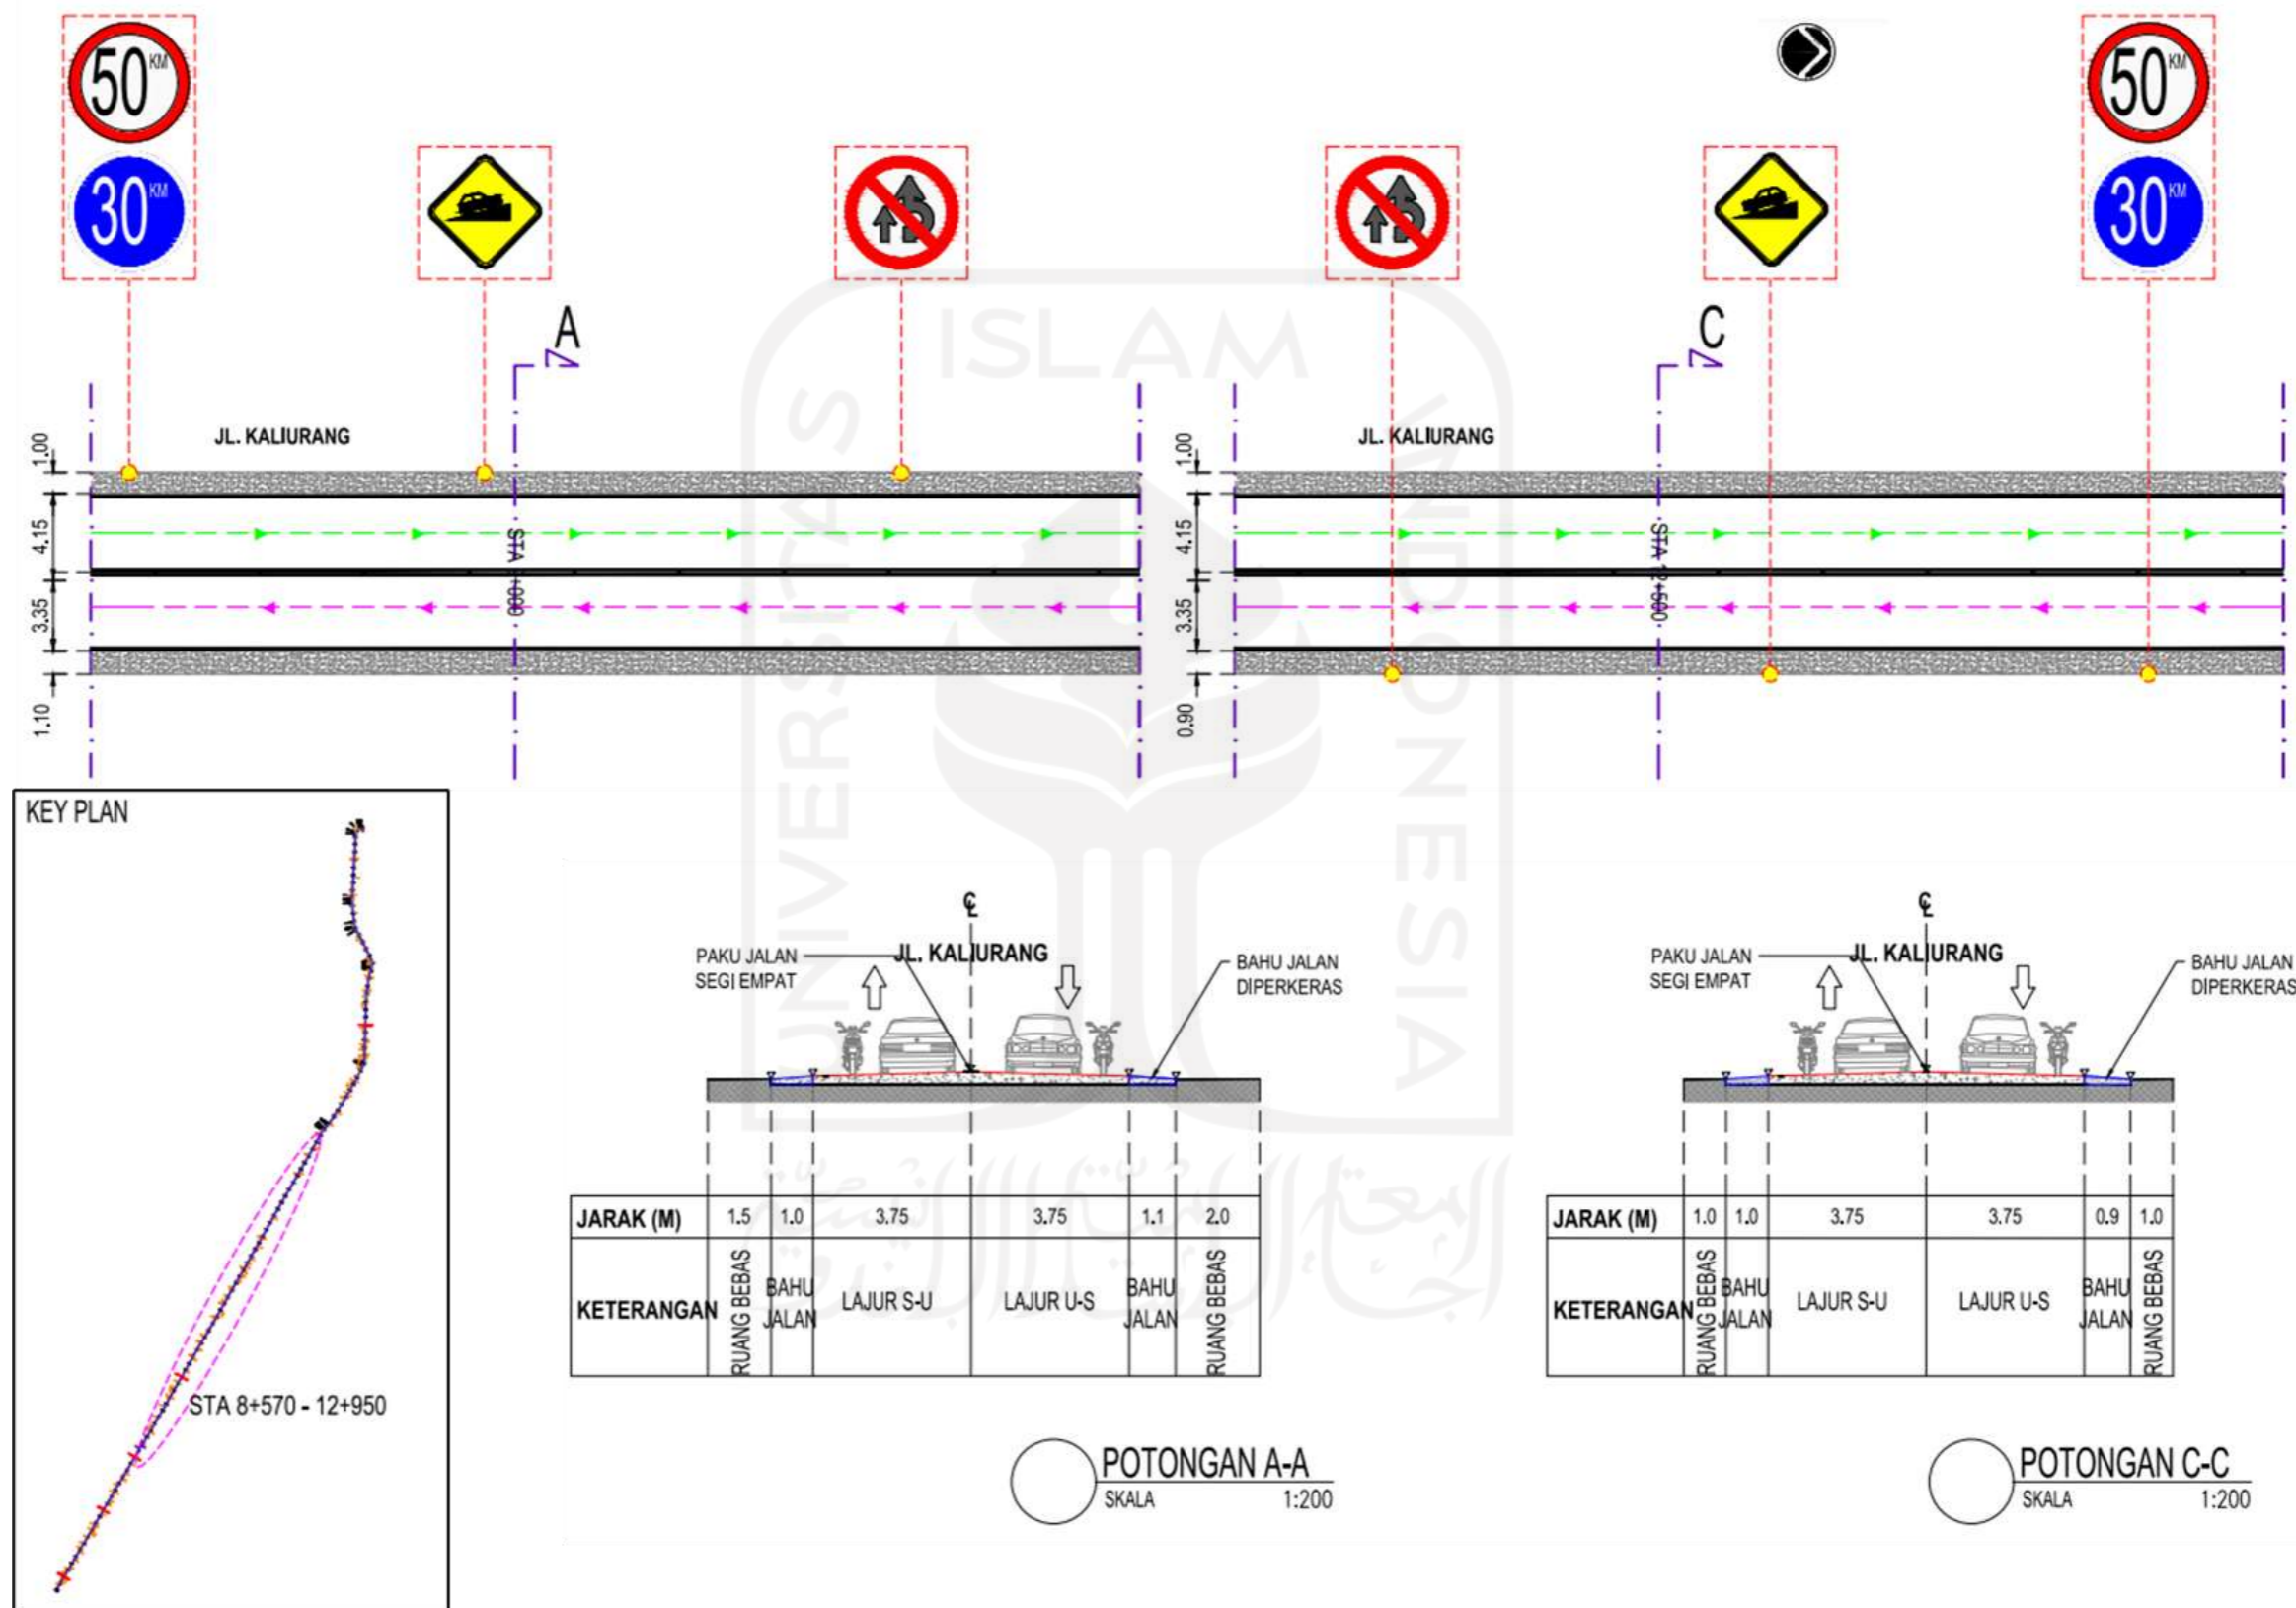 50 KM
30 KM
50 KM
30 KM
A
C
JL. KALIURANG
JL. KALIURANG
1.00
4.15
3.35
1.10
1.00
4.15
3.35
0.90
STA 12+500
KEY PLAN
STA 8+570 - 12+950
JL. KALIURANG
PAKU JALAN
SEGI EMPAT
BAHU JALAN
DIPERKERAS
JARAK (M) 1.5 1.0 3.75 3.75 1.1 2.0
KETERANGAN RUANG BEBAS BAHU JALAN LAJUR S-U LAJUR U-S BAHU JALAN RUANG BEBAS
POTONGAN A-A
SKALA 1:200
JL. KALIURANG
PAKU JALAN
SEGI EMPAT
BAHU JALAN
DIPERKERAS
JARAK (M) 1.0 1.0 3.75 3.75 0.9 1.0
KETERANGAN RUANG BEBAS BAHU JALAN LAJUR S-U LAJUR U-S BAHU JALAN RUANG BEBAS
POTONGAN C-C
SKALA 1:200
UNIVERSITAS
ISLAM
INDONESIA